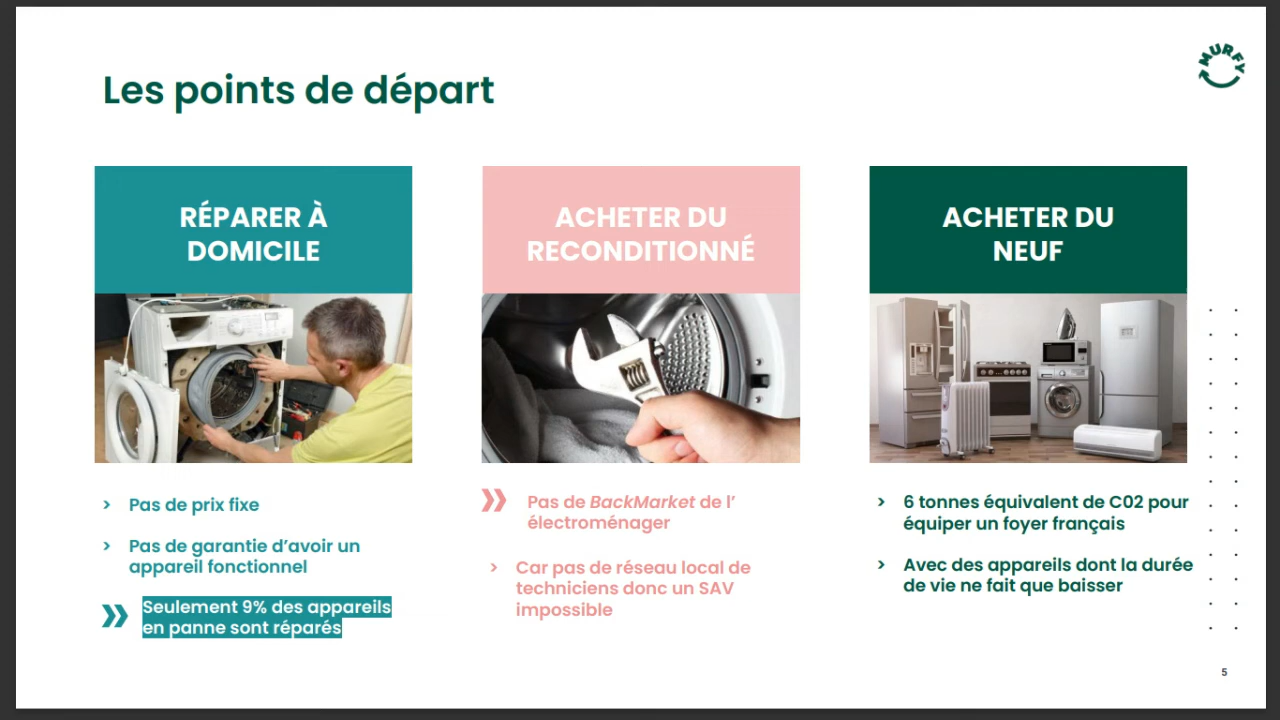 MURFY
Les points de départ
RÉPARER À
DOMICILE
› Pas de prix fixe
› Pas de garantie d’avoir un
appareil fonctionnel
» Seulement 9% des appareils
en panne sont réparés
ACHETER DU
RECONDITIONNÉ
» Pas de BackMarket de l’
électroménager
› Car pas de réseau local de
techniciens donc un SAV
impossible
ACHETER DU
NEUF
› 6 tonnes équivalent de C02 pour
équiper un foyer français
› Avec des appareils dont la durée
de vie ne fait que baisser
5